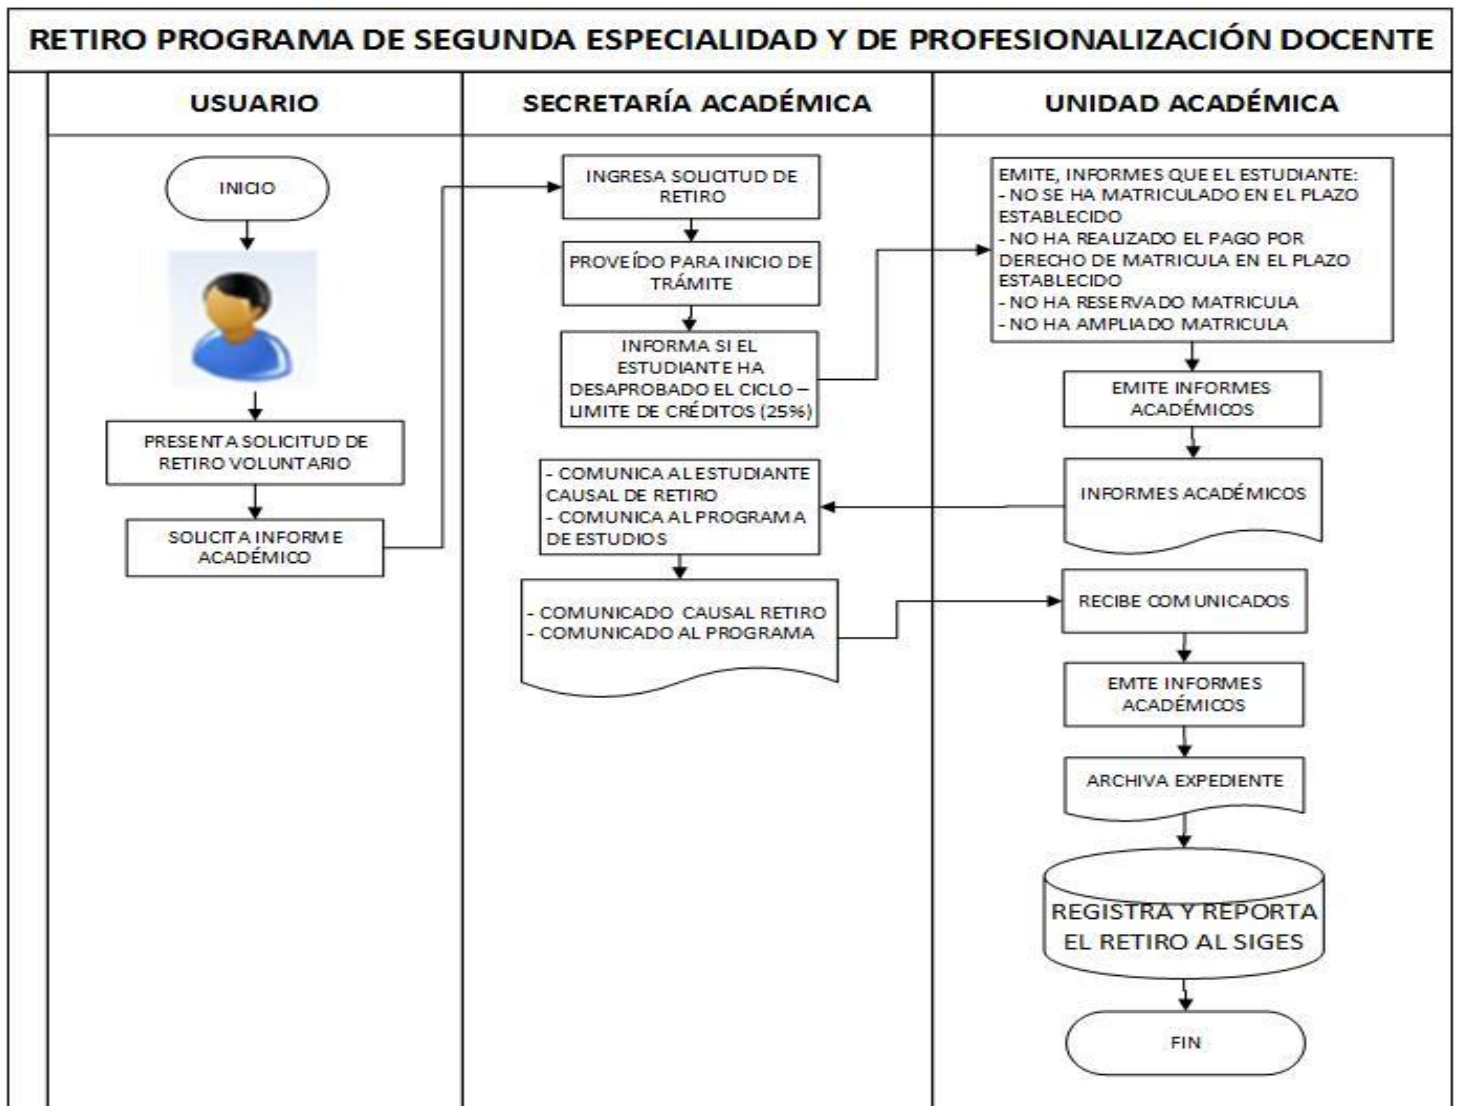 RETIRO PROGRAMA DE SEGUNDA ESPECIALIDAD Y DE PROFESIONALIZACIÓN DOCENTE
USUARIO
SECRETARÍA ACADÉMICA
UNIDAD ACADÉMICA
INICIO
PRESENTA SOLICITUD DE
RETIRO VOLUNTARIO
SOLICITA INFORME
ACADÉMICO
INGRESA SOLICITUD DE
RETIRO
PROVEÍDO PARA INICIO DE
TRÁMITE
INFORMA SI EL
ESTUDIANTE HA
DESAPROBADO EL CICLO –
LIMITE DE CRÉDITOS (25%)
EMITE, INFORMES QUE EL ESTUDIANTE:
- NO SE HA MATRICULADO EN EL PLAZO
ESTABLECIDO
- NO HA REALIZADO EL PAGO POR
DERECHO DE MATRICULA EN EL PLAZO
ESTABLECIDO
- NO HA RESERVADO MATRICULA
- NO HA AMPLIADO MATRICULA
EMITE INFORMES
ACADÉMICOS
INFORMES ACADÉMICOS
- COMUNICA AL ESTUDIANTE
CAUSAL DE RETIRO
- COMUNICA AL PROGRAMA
DE ESTUDIOS
- COMUNICADO CAUSAL RETIRO
- COMUNICADO AL PROGRAMA
RECIBE COMUNICADOS
EMTE INFORMES
ACADÉMICOS
ARCHIVA EXPEDIENTE
REGISTRA Y REPORTA
EL RETIRO AL SIGES
FIN